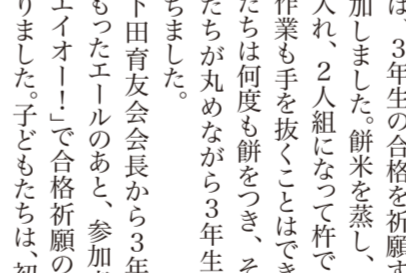 は、3年生の合格を祈願す
加しました。餅米を蒸し、
入れ、2人組になって杵で
作業も手を抜くことはでき
たちは何度も餅をつき、そ
たちが丸めながら3年生
ちました。
下田育友会会長から3年
もったエールのあと、参加
エイオー！」で合格祈願の
りました。子どもたちは、初